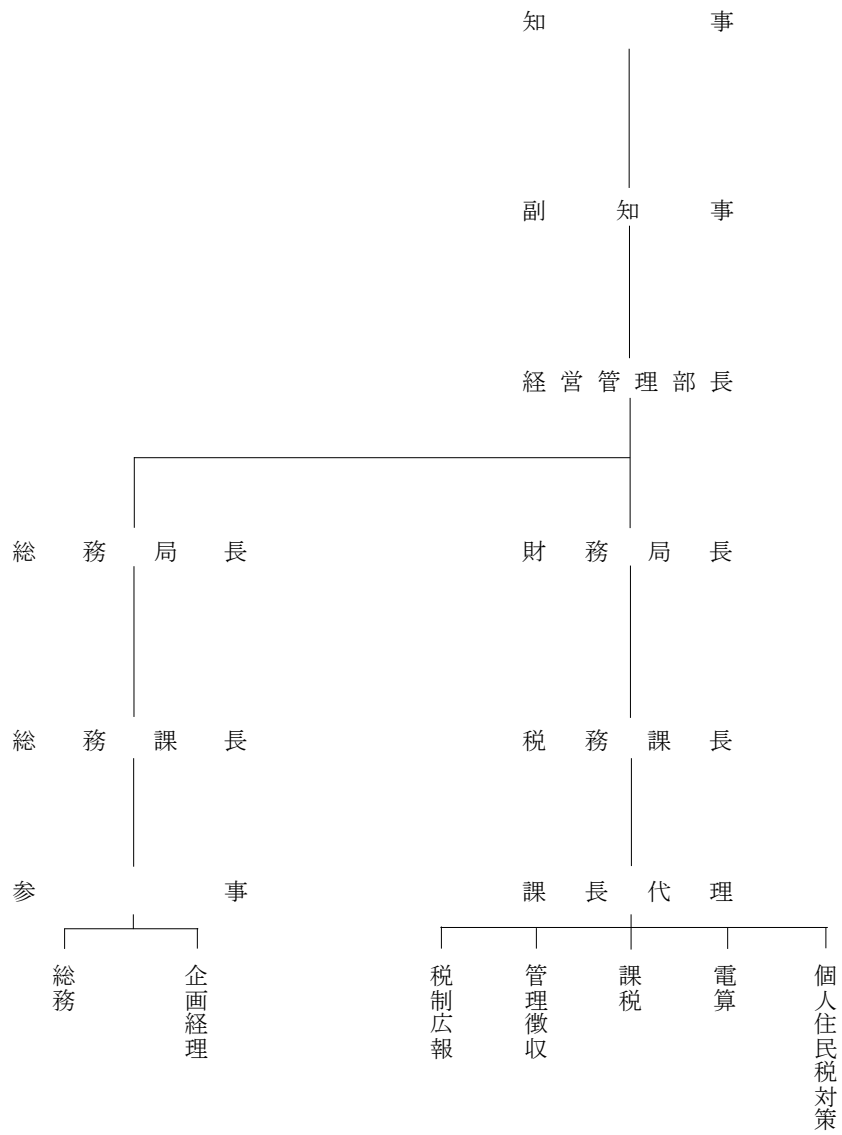 知事
副知事
経営管理部長
総務局長
財務局長
総務課長
税務課長
参事
課長代理
総務
企画経理
税制広報
管理徴収
課税
電算
個人住民税対策